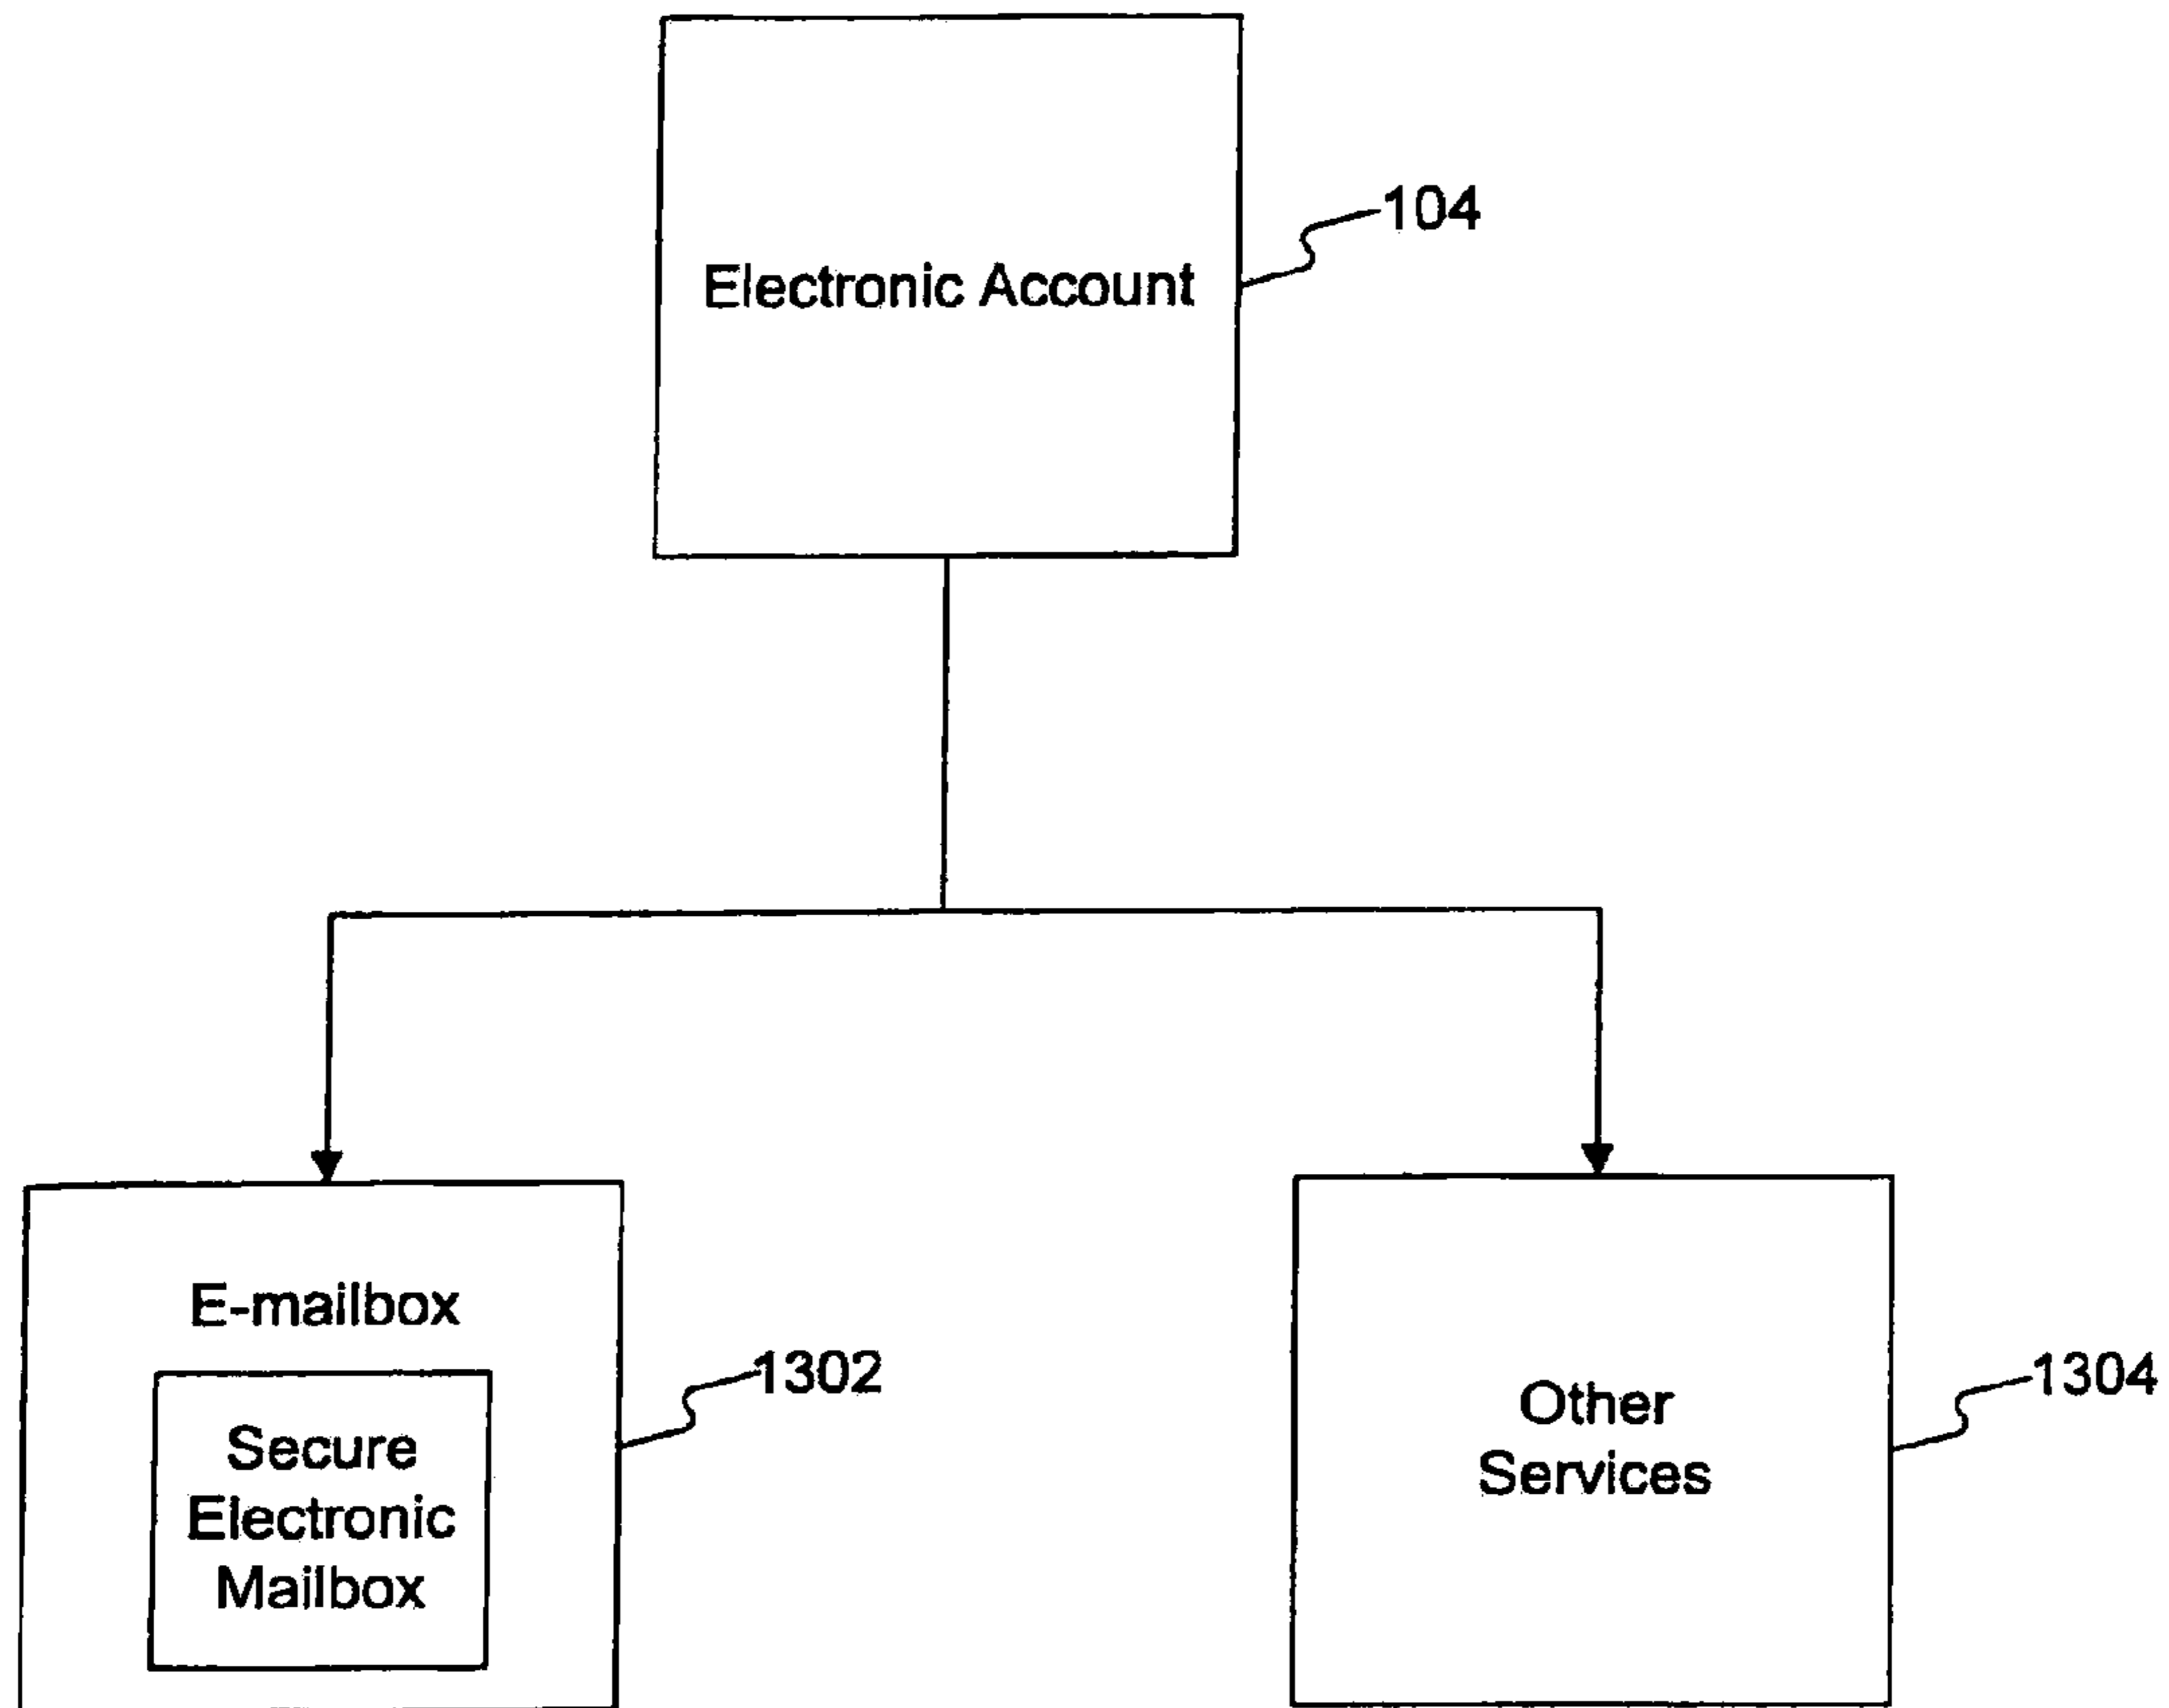 104
Electronic Account
E-mailbox
1302
Secure
Electronic
Mailbox
1304
Other
Services